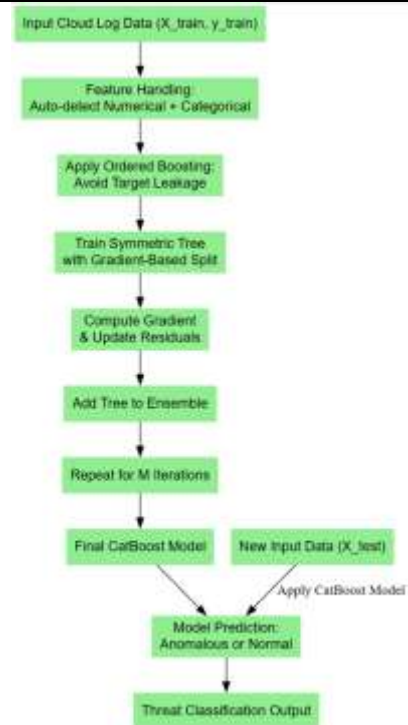 Input Cloud Log Data (X_train, y_train)
Feature Handling:
Auto-detect Numerical + Categorical
Apply Ordered Boosting:
Avoid Target Leakage
Train Symmetric Tree
with Gradient-Based Split
Compute Gradient
& Update Residuals
Add Tree to Ensemble
Repeat for M Iterations
Final CatBoost Model
New Input Data (X_test)
Apply CatBoost Model
Model Prediction:
Anomalous or Normal
Threat Classification Output